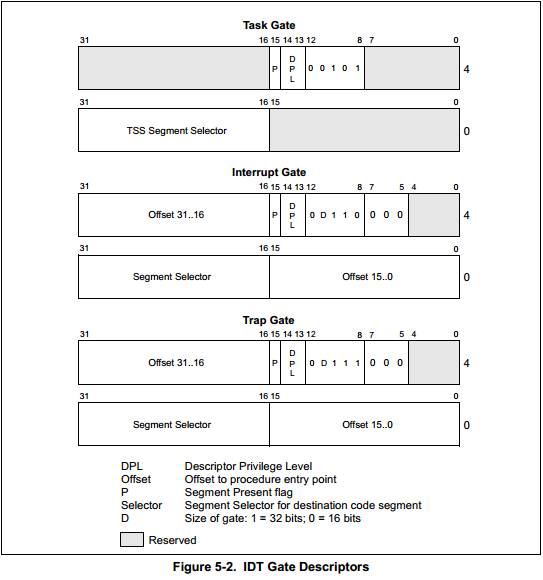 Task Gate
31 16 15 14 13 12 8 7 0
P D P L 0 0 1 0 1 4
31 16 15 0
TSS Segment Selector 0
Interrupt Gate
31 16 15 14 13 12 8 7 5 4 0
Offset 31..16 P D P L 0 D 1 1 0 0 0 0 4
31 16 15 0
Segment Selector Offset 15..0 0
Trap Gate
31 16 15 14 13 12 8 7 5 4 0
Offset 31..16 P D P L 0 D 1 1 1 0 0 0 4
31 16 15 0
Segment Selector Offset 15..0 0
DPL Descriptor Privilege Level
Offset Offset to procedure entry point
P Segment Present flag
Selector Segment Selector for destination code segment
D Size of gate: 1 = 32 bits; 0 = 16 bits
Reserved
Figure 5-2. IDT Gate Descriptors